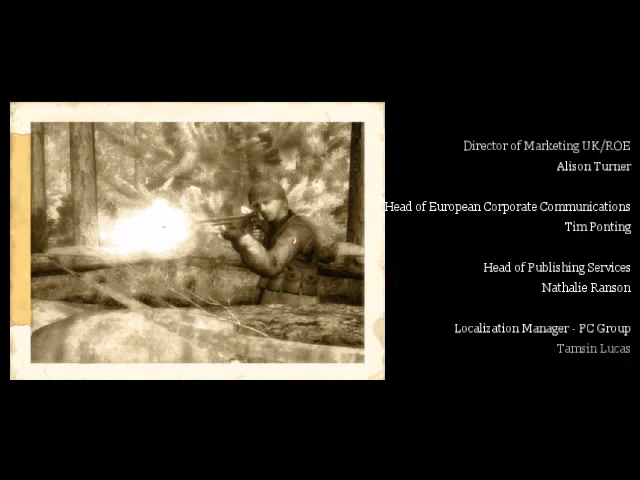 Director of Marketing UK/ROE
Alison Turner
Head of European Corporate Communications
Tim Ponting
Head of Publishing Services
Nathalie Ranson
Localization Manager - PC Group
Tamsin Lucas